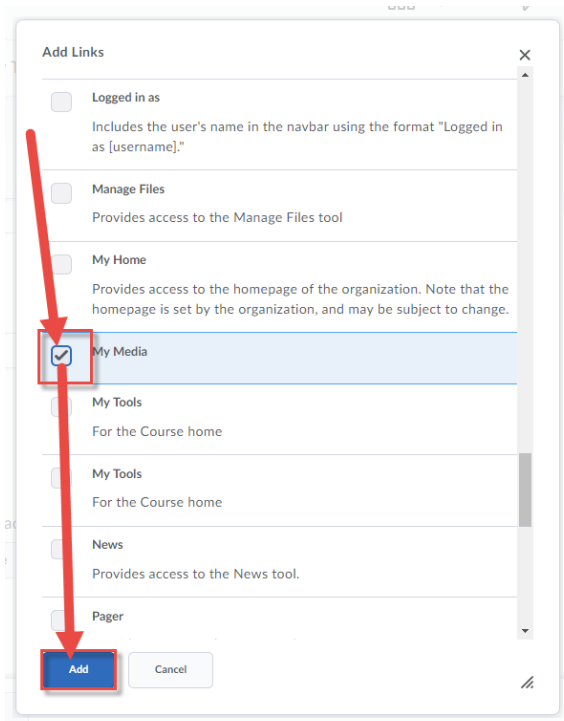 Add Links
Logged in as
Includes the user's name in the navbar using the format "Logged in
as [username]."
Manage Files
Provides access to the Manage Files tool
My Home
Provides access to the homepage of the organization. Note that the
homepage is set by the organization, and may be subject to change.
My Media
My Tools
For the Course home
My Tools
For the Course home
News
Provides access to the News tool.
Pager
Add
Cancel